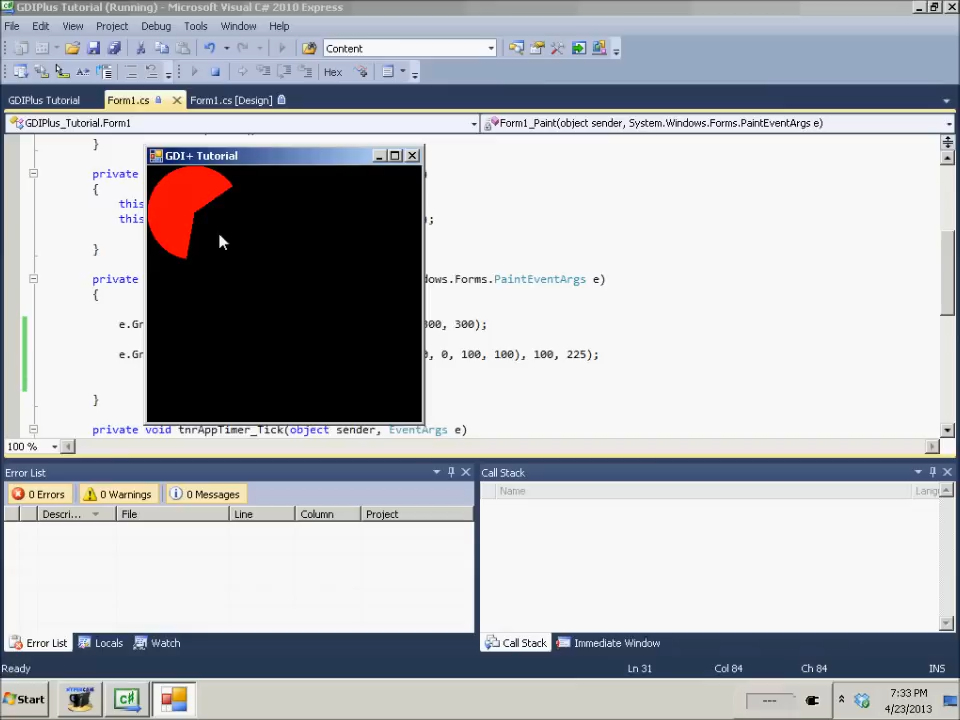 GDIPlus Tutorial (Running) - Microsoft Visual C# 2010 Express
File Edit View Project Debug Tools Window Help
Content
Hex
GDIPlus Tutorial Form1.cs Form1.cs [Design]
GDIPlus_Tutorial.Form1 Form1_Paint(object sender, System.Windows.Forms.PaintEventArgs e)
}
GDI+ Tutorial
private
{
this
this );
}
private dows.Forms.PaintEventArgs e)
{
e.Gr 300, 300);
e.Gr 0, 0, 100, 100), 100, 225);
}
private void tnrAppTimer_Tick(object sender, EventArgs e)
100 %
Error List Call Stack
0 Errors 0 Warnings 0 Messages Name Lang
Descri... File Line Column Project
Error List Locals Watch Call Stack Immediate Window
Ready Ln 31 Col 84 Ch 84 INS
Start HYPERCAM C# 7:33 PM
4/23/2013